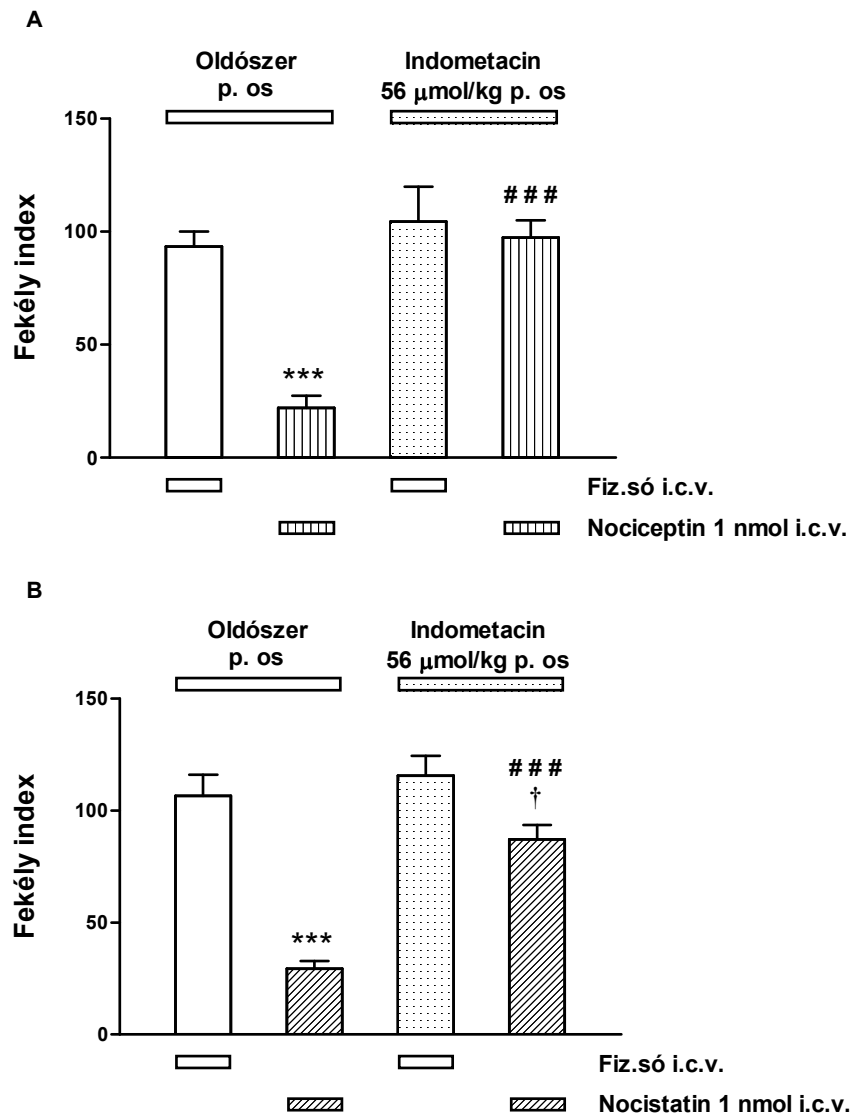 A
Oldószer
p. os
Indometacin
56 μmol/kg p. os
150
100
50
0
Fekély index
***
# # #
Fiz.só i.c.v.
Nociceptin 1 nmol i.c.v.
B
Oldószer
p. os
Indometacin
56 μmol/kg p. os
150
100
50
0
Fekély index
***
# # #
†
Fiz.só i.c.v.
Nocistatin 1 nmol i.c.v.